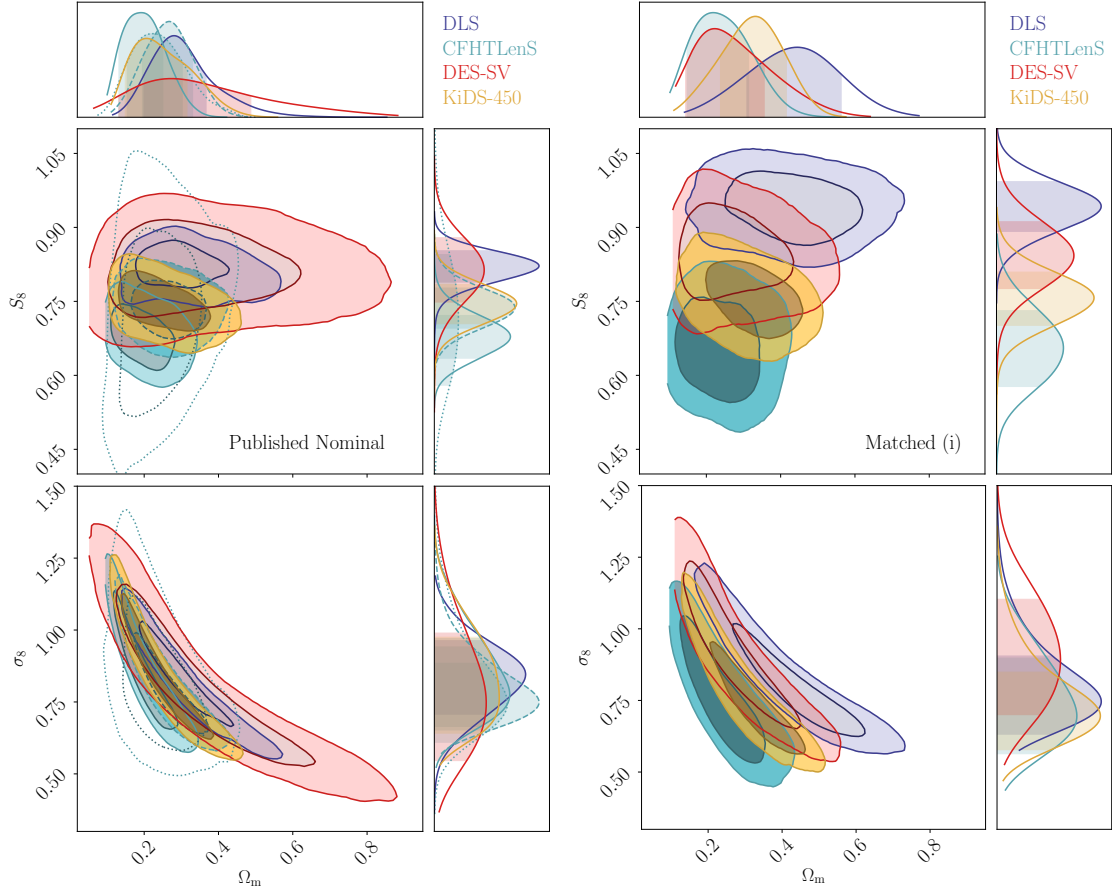 DLS
CFHTLenS
DES-SV
KiDS-450
DLS
CFHTLenS
DES-SV
KiDS-450
1.05
0.90
0.75
0.60
0.45
S₈
Published Nominal
1.05
0.90
0.75
0.60
0.45
S₈
Matched (i)
1.50
1.25
1.00
0.75
0.50
σ₈
0.2
0.4
0.6
0.8
Ωₘ
1.50
1.25
1.00
0.75
0.50
σ₈
0.2
0.4
0.6
0.8
Ωₘ